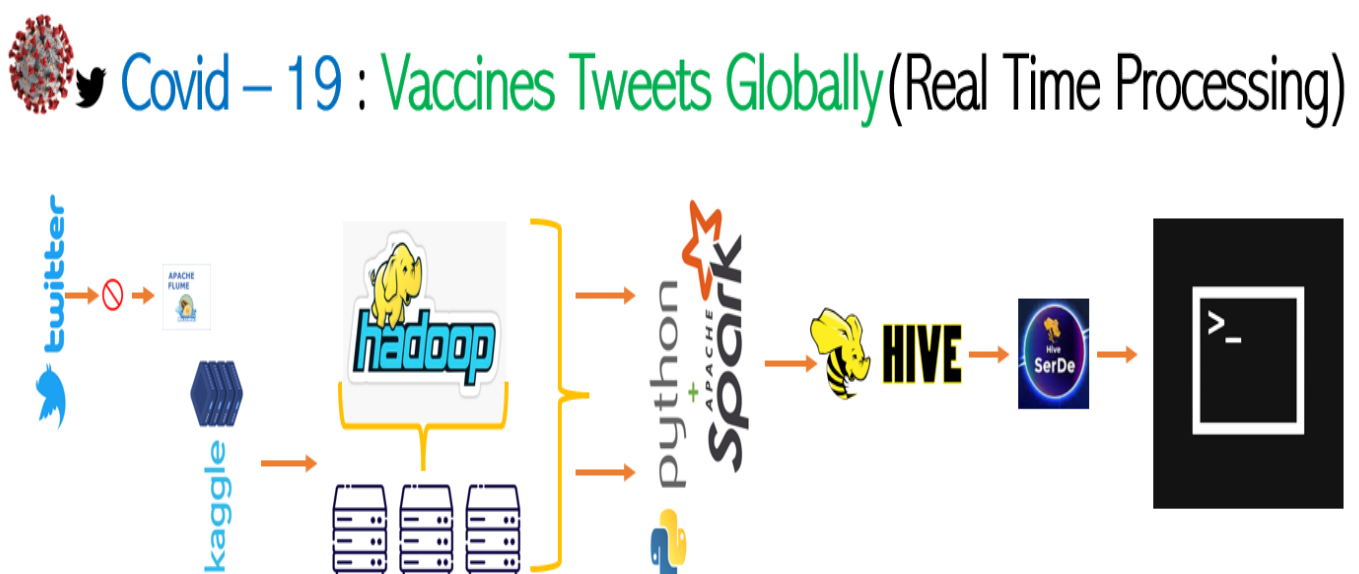 Covid – 19 : Vaccines Tweets Globally(Real Time Processing)
twitter
APACHE
FLUME
kaggle
hadoop
python
+
APACHE
Spark
HIVE
Hive
SerDe
>_